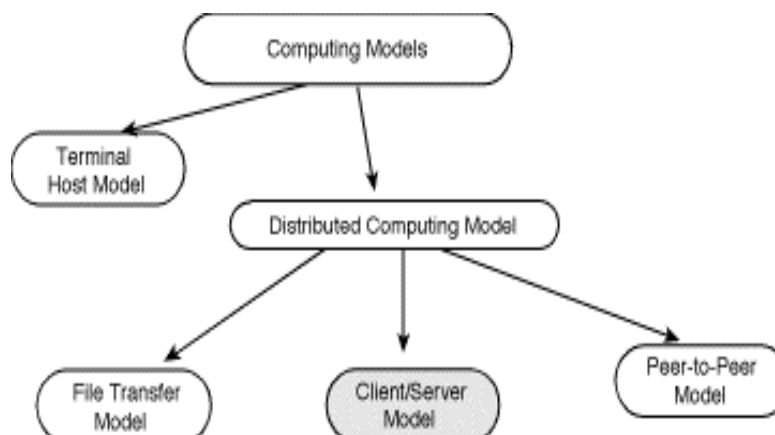 Computing Models
Terminal
Host Model
Distributed Computing Model
File Transfer
Model
Client/Server
Model
Peer-to-Peer
Model